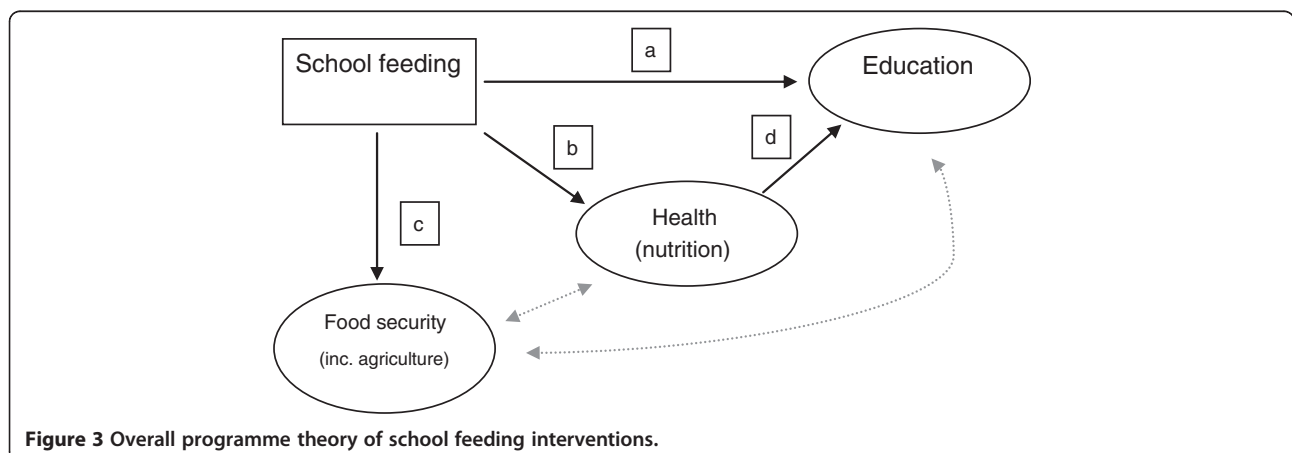 School feeding
a
Education
b
d
Health
(nutrition)
c
Food security
(inc. agriculture)
Figure 3 Overall programme theory of school feeding interventions.